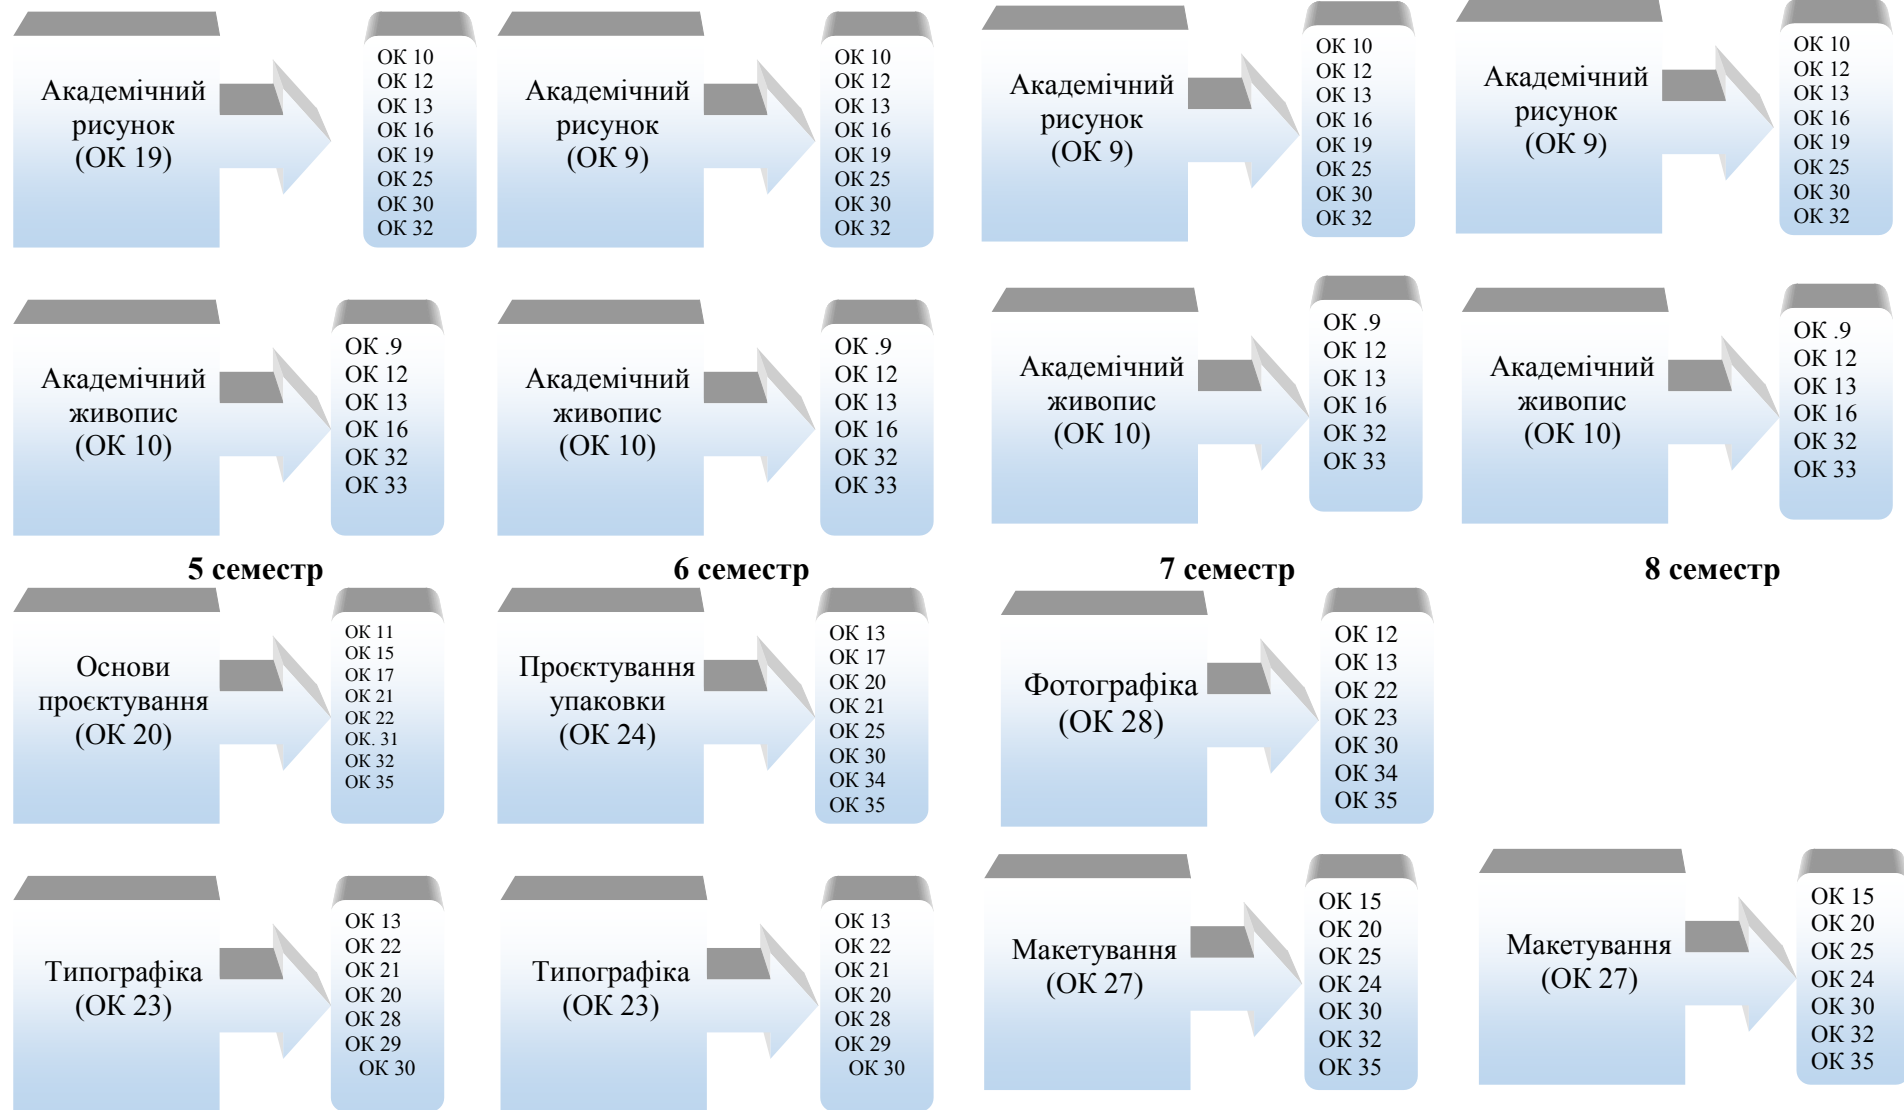 Академічний
рисунок
(ОК 19)
ОК 10
ОК 12
ОК 13
ОК 16
ОК 19
ОК 25
ОК 30
ОК 32
Академічний
рисунок
(ОК 9)
ОК 10
ОК 12
ОК 13
ОК 16
ОК 19
ОК 25
ОК 30
ОК 32
Академічний
рисунок
(ОК 9)
ОК 10
ОК 12
ОК 13
ОК 16
ОК 19
ОК 25
ОК 30
ОК 32
Академічний
рисунок
(ОК 9)
ОК 10
ОК 12
ОК 13
ОК 16
ОК 19
ОК 25
ОК 30
ОК 32
Академічний
живопис
(ОК 10)
ОК .9
ОК 12
ОК 13
ОК 16
ОК 32
ОК 33
Академічний
живопис
(ОК 10)
ОК .9
ОК 12
ОК 13
ОК 16
ОК 32
ОК 33
Академічний
живопис
(ОК 10)
ОК .9
ОК 12
ОК 13
ОК 16
ОК 32
ОК 33
Академічний
живопис
(ОК 10)
ОК .9
ОК 12
ОК 13
ОК 16
ОК 32
ОК 33
5 семестр
6 семестр
7 семестр
8 семестр
Основи
проєктування
(ОК 20)
ОК 11
ОК 15
ОК 17
ОК 21
ОК 22
ОК. 31
ОК 32
ОК 35
Проєктування
упаковки
(ОК 24)
ОК 13
ОК 17
ОК 20
ОК 21
ОК 25
ОК 30
ОК 34
ОК 35
Фотографіка
(ОК 28)
ОК 12
ОК 13
ОК 22
ОК 23
ОК 30
ОК 34
ОК 35
Типографіка
(ОК 23)
ОК 13
ОК 22
ОК 21
ОК 20
ОК 28
ОК 29
ОК 30
Типографіка
(ОК 23)
ОК 13
ОК 22
ОК 21
ОК 20
ОК 28
ОК 29
ОК 30
Макетування
(ОК 27)
ОК 15
ОК 20
ОК 25
ОК 24
ОК 30
ОК 32
ОК 35
Макетування
(ОК 27)
ОК 15
ОК 20
ОК 25
ОК 24
ОК 30
ОК 32
ОК 35